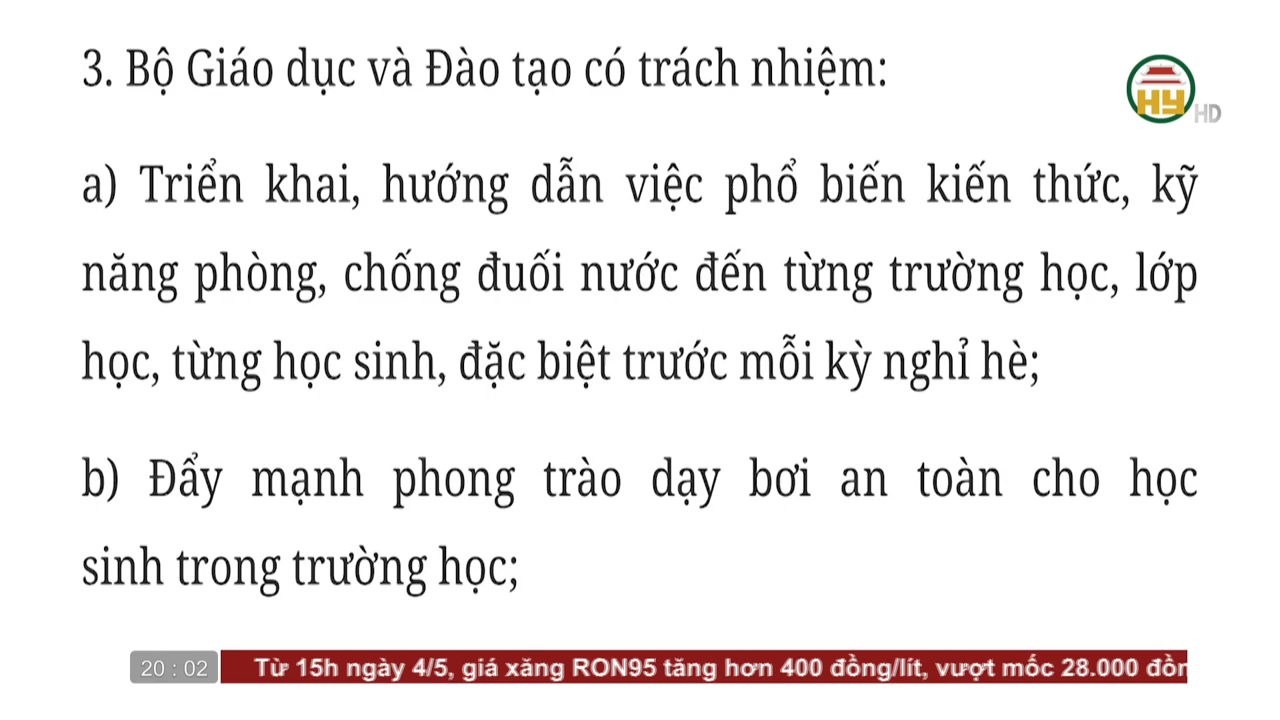 3. Bộ Giáo dục và Đào tạo có trách nhiệm:
HY HD
a) Triển khai, hướng dẫn việc phổ biến kiến thức, kỹ
năng phòng, chống đuối nước đến từng trường học, lớp
học, từng học sinh, đặc biệt trước mỗi kỳ nghỉ hè;
b) Đẩy mạnh phong trào dạy bơi an toàn cho học
sinh trong trường học;
20 : 02 Từ 15h ngày 4/5, giá xăng RON95 tăng hơn 400 đồng/lít, vượt mốc 28.000 đồn